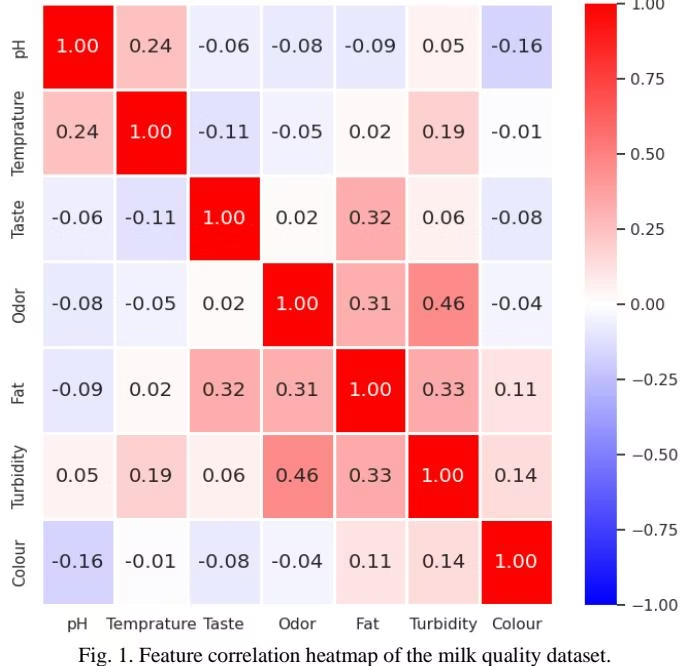 pH 1.00 0.24 -0.06 -0.08 -0.09 0.05 -0.16
Temprature 0.24 1.00 -0.11 -0.05 0.02 0.19 -0.01
Taste -0.06 -0.11 1.00 0.02 0.32 0.06 -0.08
Odor -0.08 -0.05 0.02 1.00 0.31 0.46 -0.04
Fat -0.09 0.02 0.32 0.31 1.00 0.33 0.11
Turbidity 0.05 0.19 0.06 0.46 0.33 1.00 0.14
Colour -0.16 -0.01 -0.08 -0.04 0.11 0.14 1.00
pH Temprature Taste Odor Fat Turbidity Colour
1.00
0.75
0.50
0.25
0.00
−0.25
−0.50
−0.75
−1.00
Fig. 1. Feature correlation heatmap of the milk quality dataset.